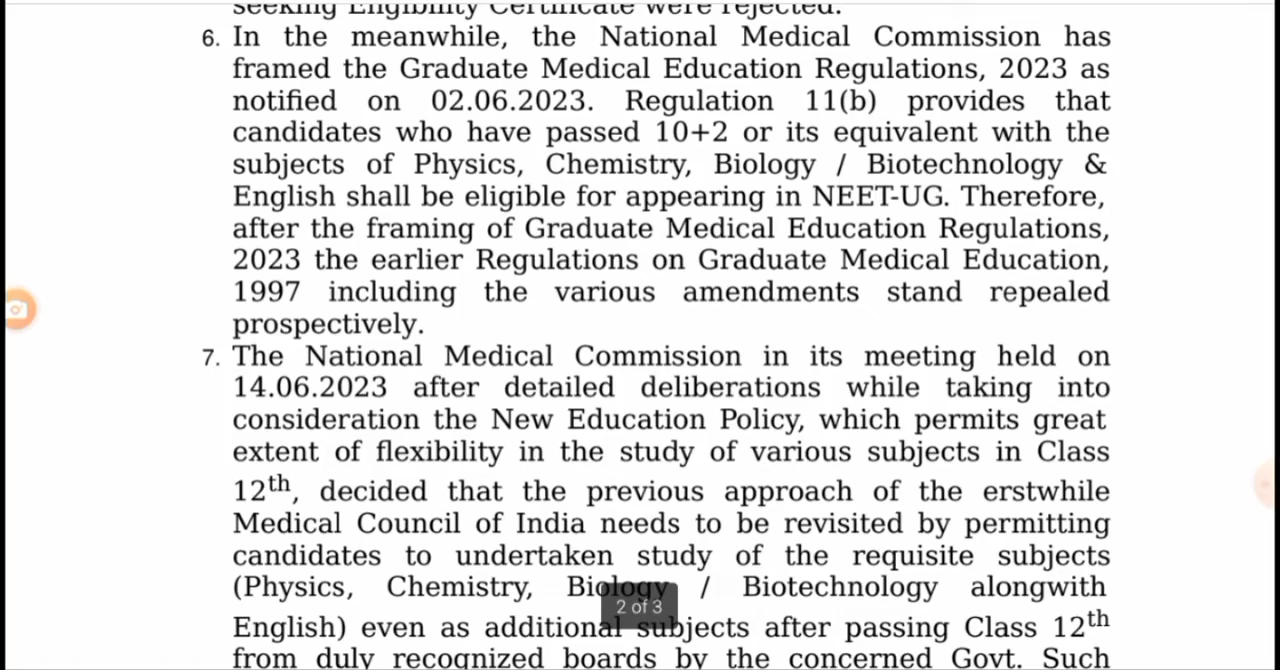 seeking Eligibility Certificate were rejected.
6. In the meanwhile, the National Medical Commission has
framed the Graduate Medical Education Regulations, 2023 as
notified on 02.06.2023. Regulation 11(b) provides that
candidates who have passed 10+2 or its equivalent with the
subjects of Physics, Chemistry, Biology / Biotechnology &
English shall be eligible for appearing in NEET-UG. Therefore,
after the framing of Graduate Medical Education Regulations,
2023 the earlier Regulations on Graduate Medical Education,
1997 including the various amendments stand repealed
prospectively.
7. The National Medical Commission in its meeting held on
14.06.2023 after detailed deliberations while taking into
consideration the New Education Policy, which permits great
extent of flexibility in the study of various subjects in Class
12th, decided that the previous approach of the erstwhile
Medical Council of India needs to be revisited by permitting
candidates to undertaken study of the requisite subjects
(Physics, Chemistry, Biology / Biotechnology alongwith
2 of 3
English) even as additional subjects after passing Class 12th
from duly recognized boards by the concerned Govt. Such